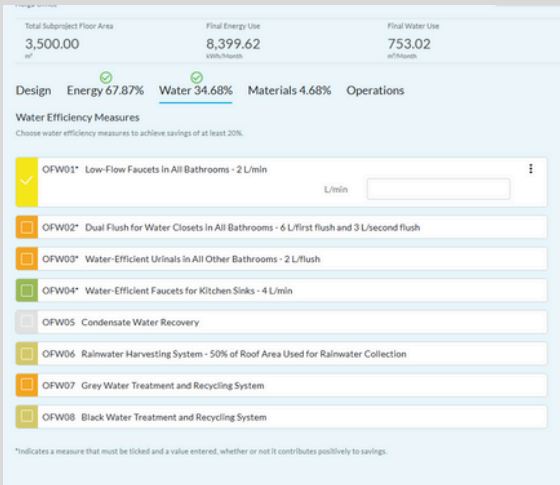 Total Subproject Floor Area Final Energy Use Final Water Use
3,500.00 8,399.62 753.02
m² kWh/Month m³/Month
Design Energy 67.87% Water 34.68% Materials 4.68% Operations
Water Efficiency Measures
Choose water efficiency measures to achieve savings of at least 20%.
OFW01* Low-Flow Faucets in All Bathrooms - 2 L/min
L/min
OFW02* Dual Flush for Water Closets in All Bathrooms - 6 L/first flush and 3 L/second flush
OFW03* Water-Efficient Urinals in All Other Bathrooms - 2 L/flush
OFW04* Water-Efficient Faucets for Kitchen Sinks - 4 L/min
OFW05 Condensate Water Recovery
OFW06 Rainwater Harvesting System - 50% of Roof Area Used for Rainwater Collection
OFW07 Grey Water Treatment and Recycling System
OFW08 Black Water Treatment and Recycling System
*Indicates a measure that must be ticked and a value entered, whether or not it contributes positively to savings.